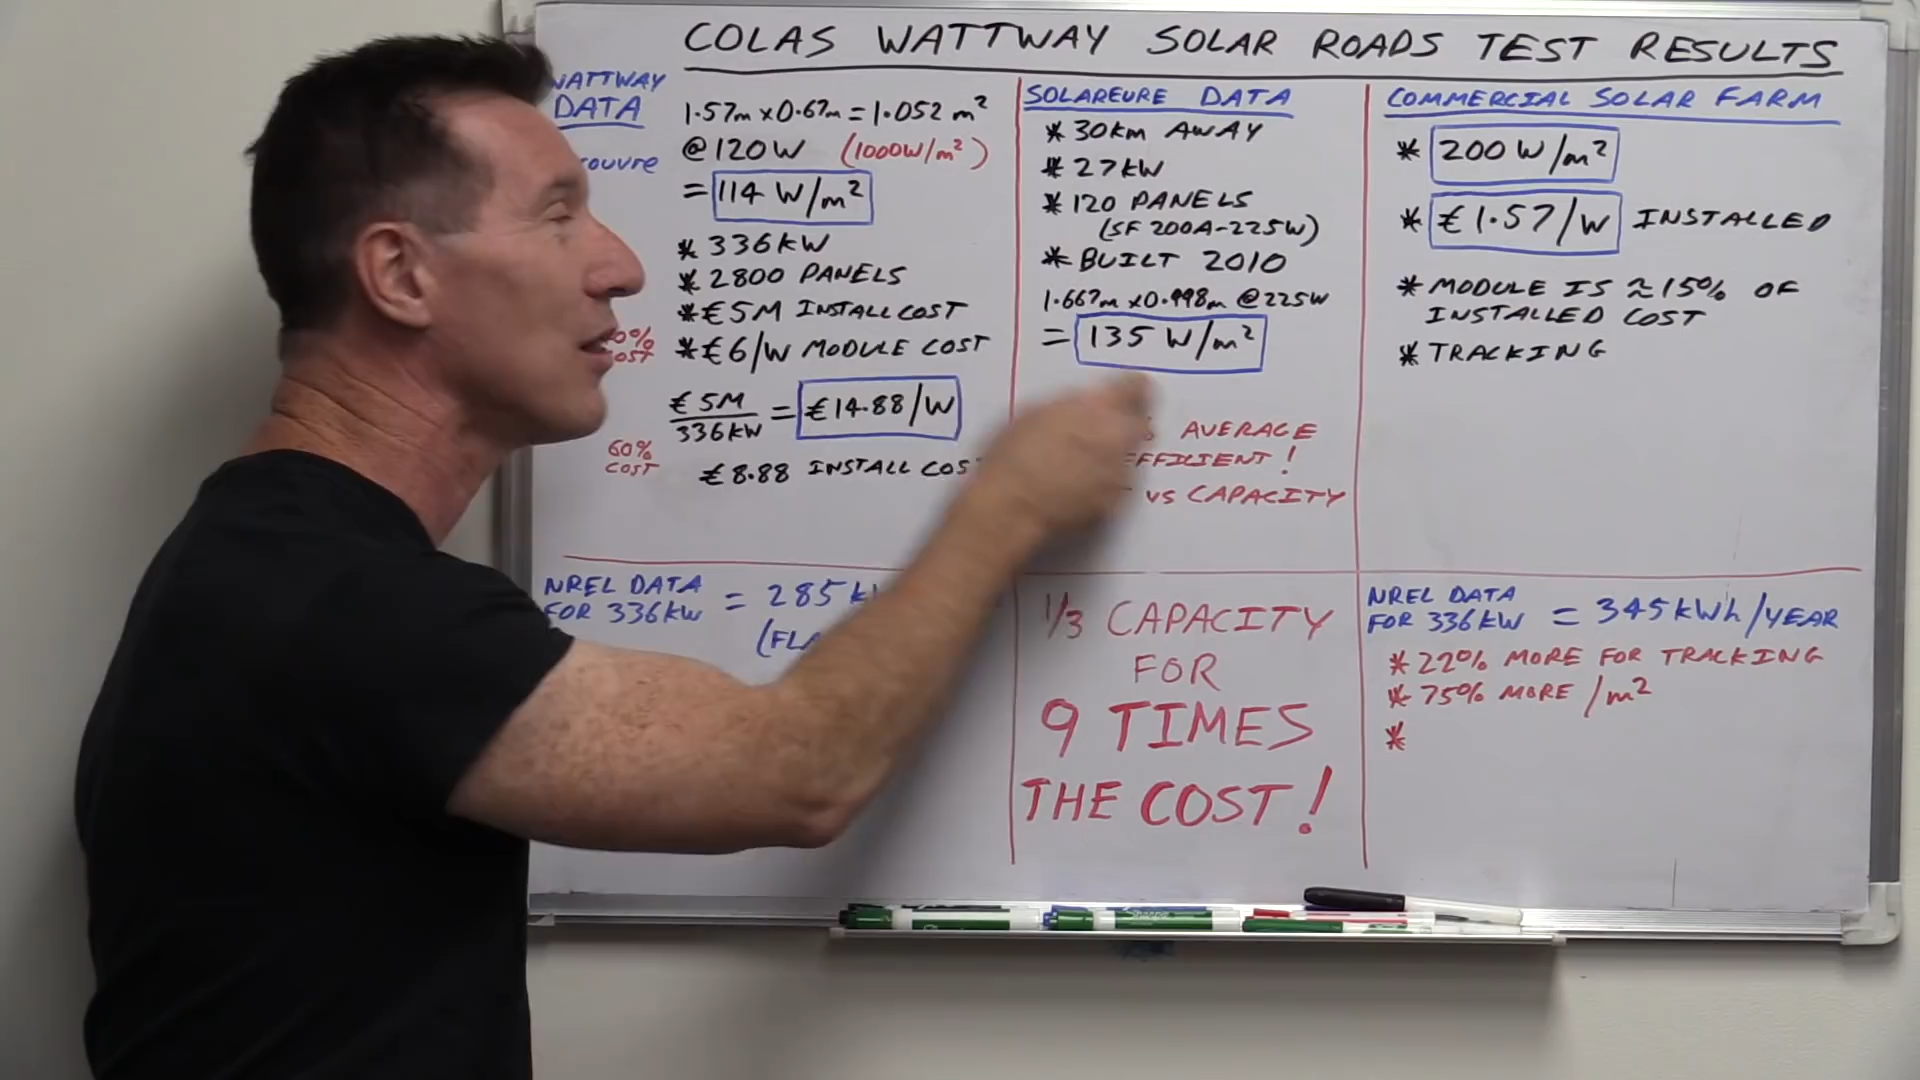 COLAS WATTWAY SOLAR ROADS TEST RESULTS
WATTWAY
DATA
1.57m x 0.67m = 1.052 m²
@ 120W (1000W/m²)
= 114 W/m²
* 336kW
* 2800 PANELS
* €5M INSTALL COST
* €6/W MODULE COST
COST
€5M
336kW
= €14.88/W
60%
COST
€8.88 INSTALL COST
SOLAREURE DATA
* 30km AWAY
* 27kW
* 120 PANELS
(SF 200A-225W)
* BUILT 2010
1.667m x 0.998m @ 225W
= 135 W/m²
AVERAGE
VS CAPACITY
COMMERCIAL SOLAR FARM
* 200 W/m²
* €1.57/W INSTALLED
* MODULE IS ≈ 15% OF
INSTALLED COST
* TRACKING
NREL DATA
FOR 336kW = 285
1/3 CAPACITY
FOR
9 TIMES
THE COST!
NREL DATA
FOR 336kW = 345kWh/YEAR
* 22% MORE FOR TRACKING
* 75% MORE /m²
*
Sharpie